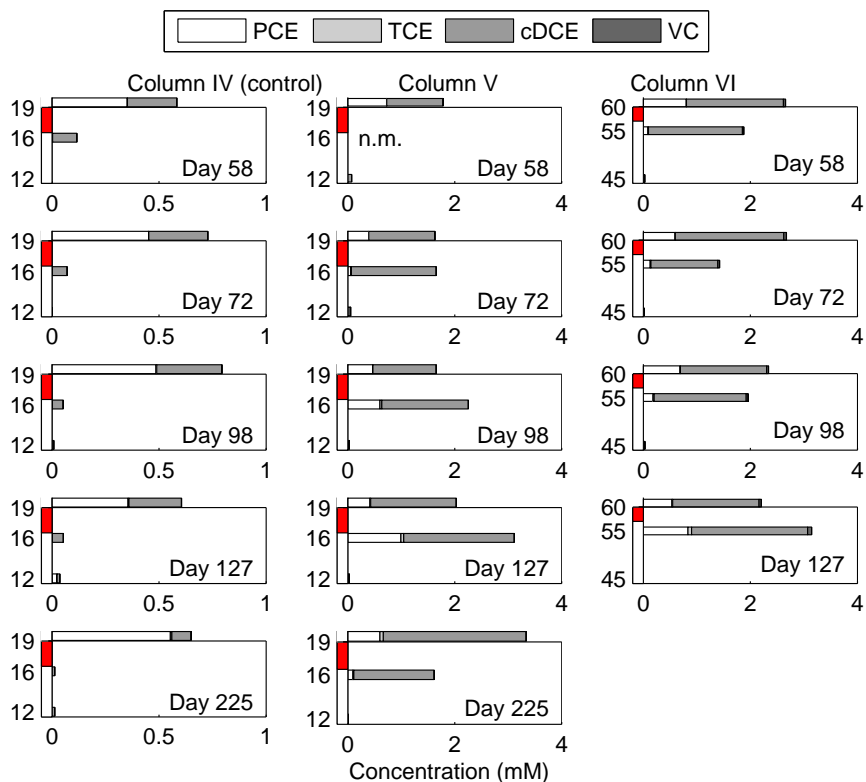 PCE TCE cDCE VC
Column IV (control) Column V Column VI
19 19 60
16 n.m. 16 55
Day 58 Day 58 Day 58
12 12 45
0 0.5 1 0 2 4 0 2 4
19 19 60
16 16 55
Day 72 Day 72 Day 72
12 12 45
0 0.5 1 0 2 4 0 2 4
19 19 60
16 16 55
Day 98 Day 98 Day 98
12 12 45
0 0.5 1 0 2 4 0 2 4
19 19 60
16 16 55
Day 127 Day 127 Day 127
12 12 45
0 0.5 1 0 2 4 0 2 4
19 19
16 16
Day 225 Day 225
12 12
0 0.5 1 0 2 4
Concentration (mM)